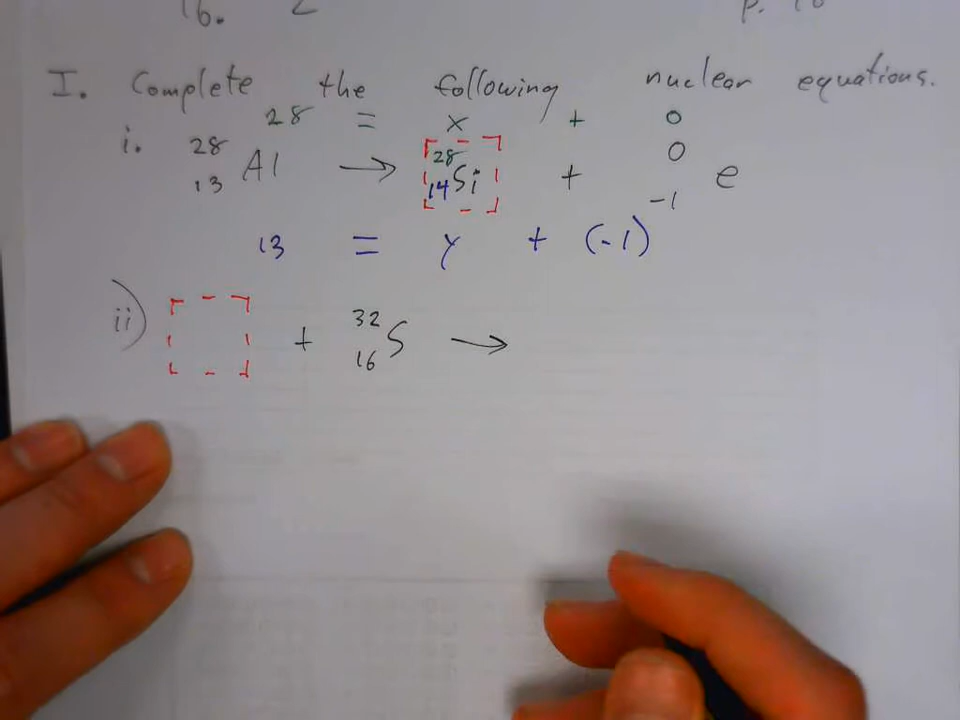 16.
I. Complete the following nuclear equations.
28 = x + 0
i. 28 13 Al → 28 14 Si + 0 -1 e
13 = y + (-1)
ii) + 32 16 S →